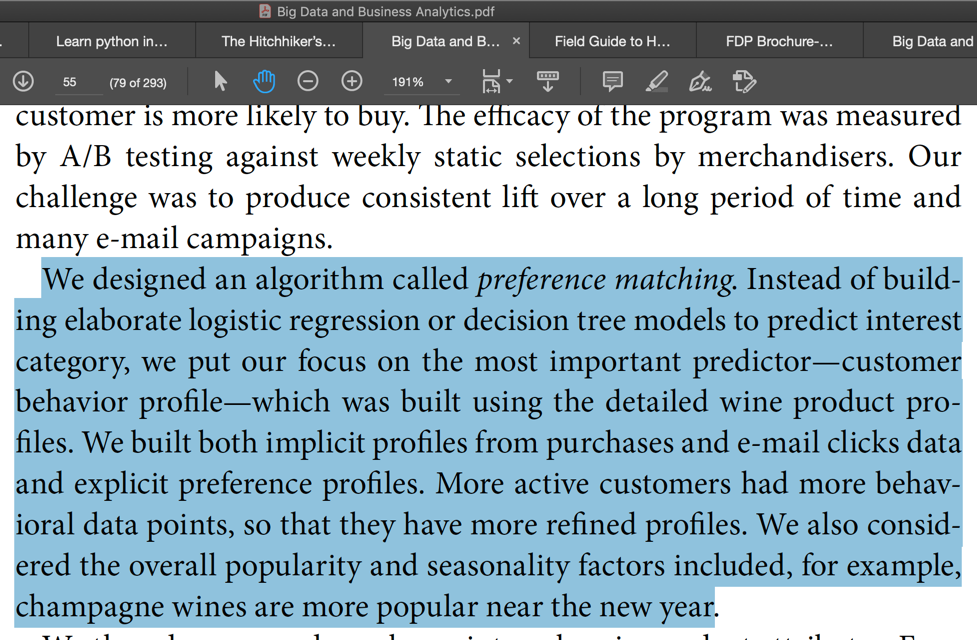 Big Data and Business Analytics.pdf
. Learn python in... The Hitchhiker's... Big Data and B... × Field Guide to H... FDP Brochure-... Big Data and
55 (79 of 293) 191%
customer is more likely to buy. The efficacy of the program was measured
by A/B testing against weekly static selections by merchandisers. Our
challenge was to produce consistent lift over a long period of time and
many e-mail campaigns.
We designed an algorithm called preference matching. Instead of build-
ing elaborate logistic regression or decision tree models to predict interest
category, we put our focus on the most important predictor—customer
behavior profile—which was built using the detailed wine product pro-
files. We built both implicit profiles from purchases and e-mail clicks data
and explicit preference profiles. More active customers had more behav-
ioral data points, so that they have more refined profiles. We also consid-
ered the overall popularity and seasonality factors included, for example,
champagne wines are more popular near the new year.